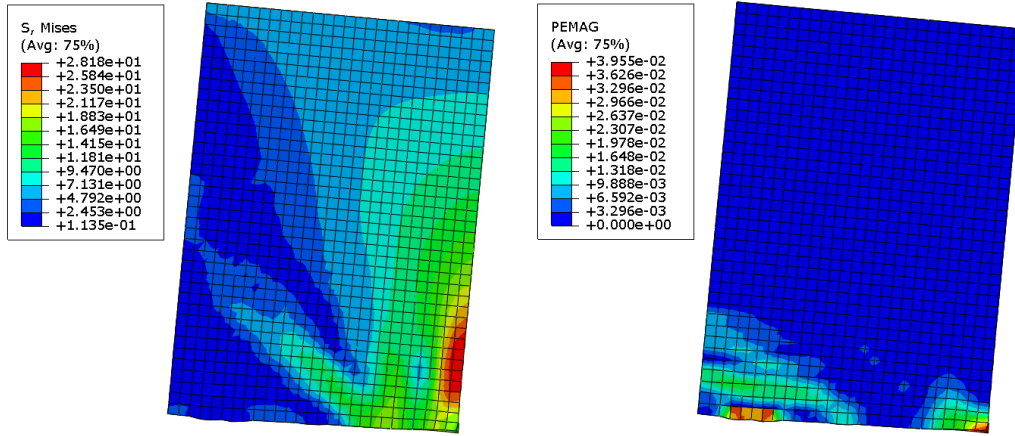 S, Mises
(Avg: 75%)
+2.818e+01
+2.584e+01
+2.350e+01
+2.117e+01
+1.883e+01
+1.649e+01
+1.415e+01
+1.181e+01
+9.470e+00
+7.131e+00
+4.792e+00
+2.453e+00
+1.135e-01
PEMAG
(Avg: 75%)
+3.955e-02
+3.626e-02
+3.296e-02
+2.966e-02
+2.637e-02
+2.307e-02
+1.978e-02
+1.648e-02
+1.318e-02
+9.888e-03
+6.592e-03
+3.296e-03
+0.000e+00